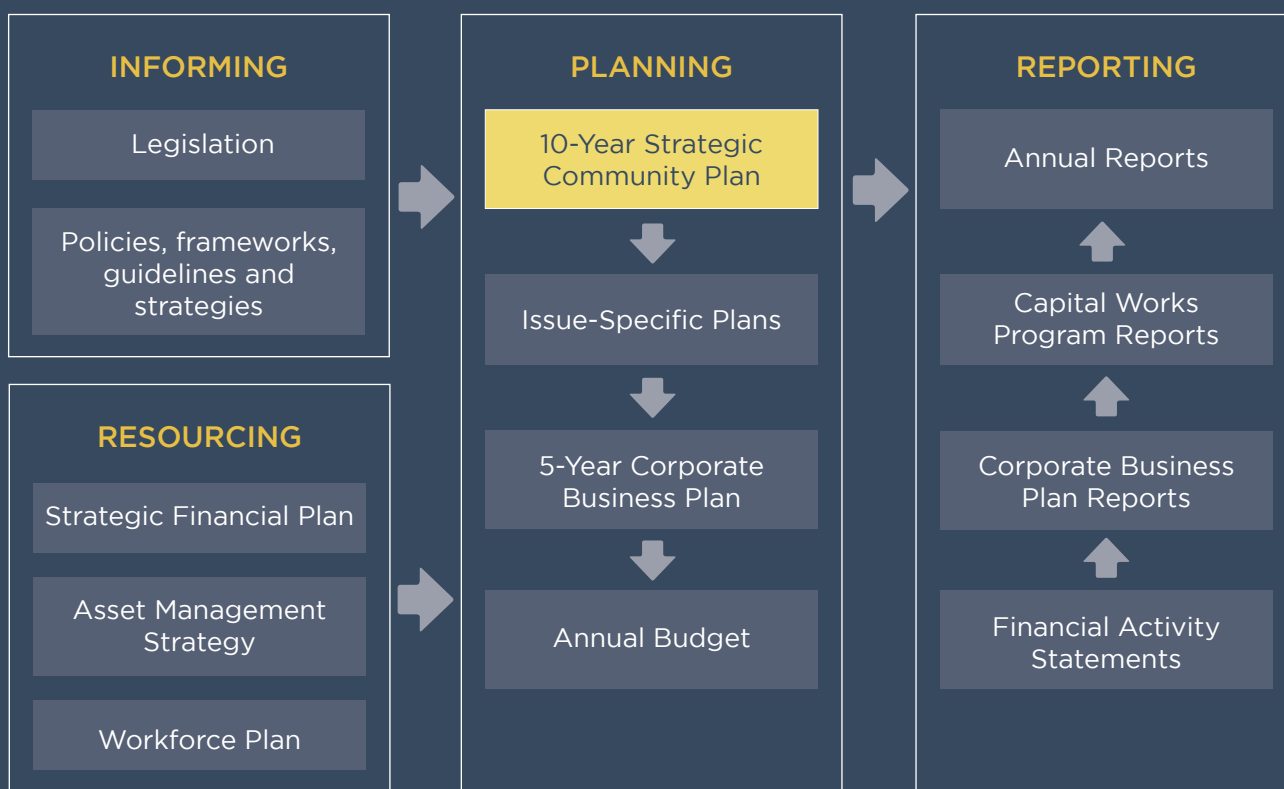 INFORMING
Legislation
Policies, frameworks,
guidelines and
strategies
RESOURCING
Strategic Financial Plan
Asset Management
Strategy
Workforce Plan
PLANNING
10-Year Strategic
Community Plan
Issue-Specific Plans
5-Year Corporate
Business Plan
Annual Budget
REPORTING
Annual Reports
Capital Works
Program Reports
Corporate Business
Plan Reports
Financial Activity
Statements